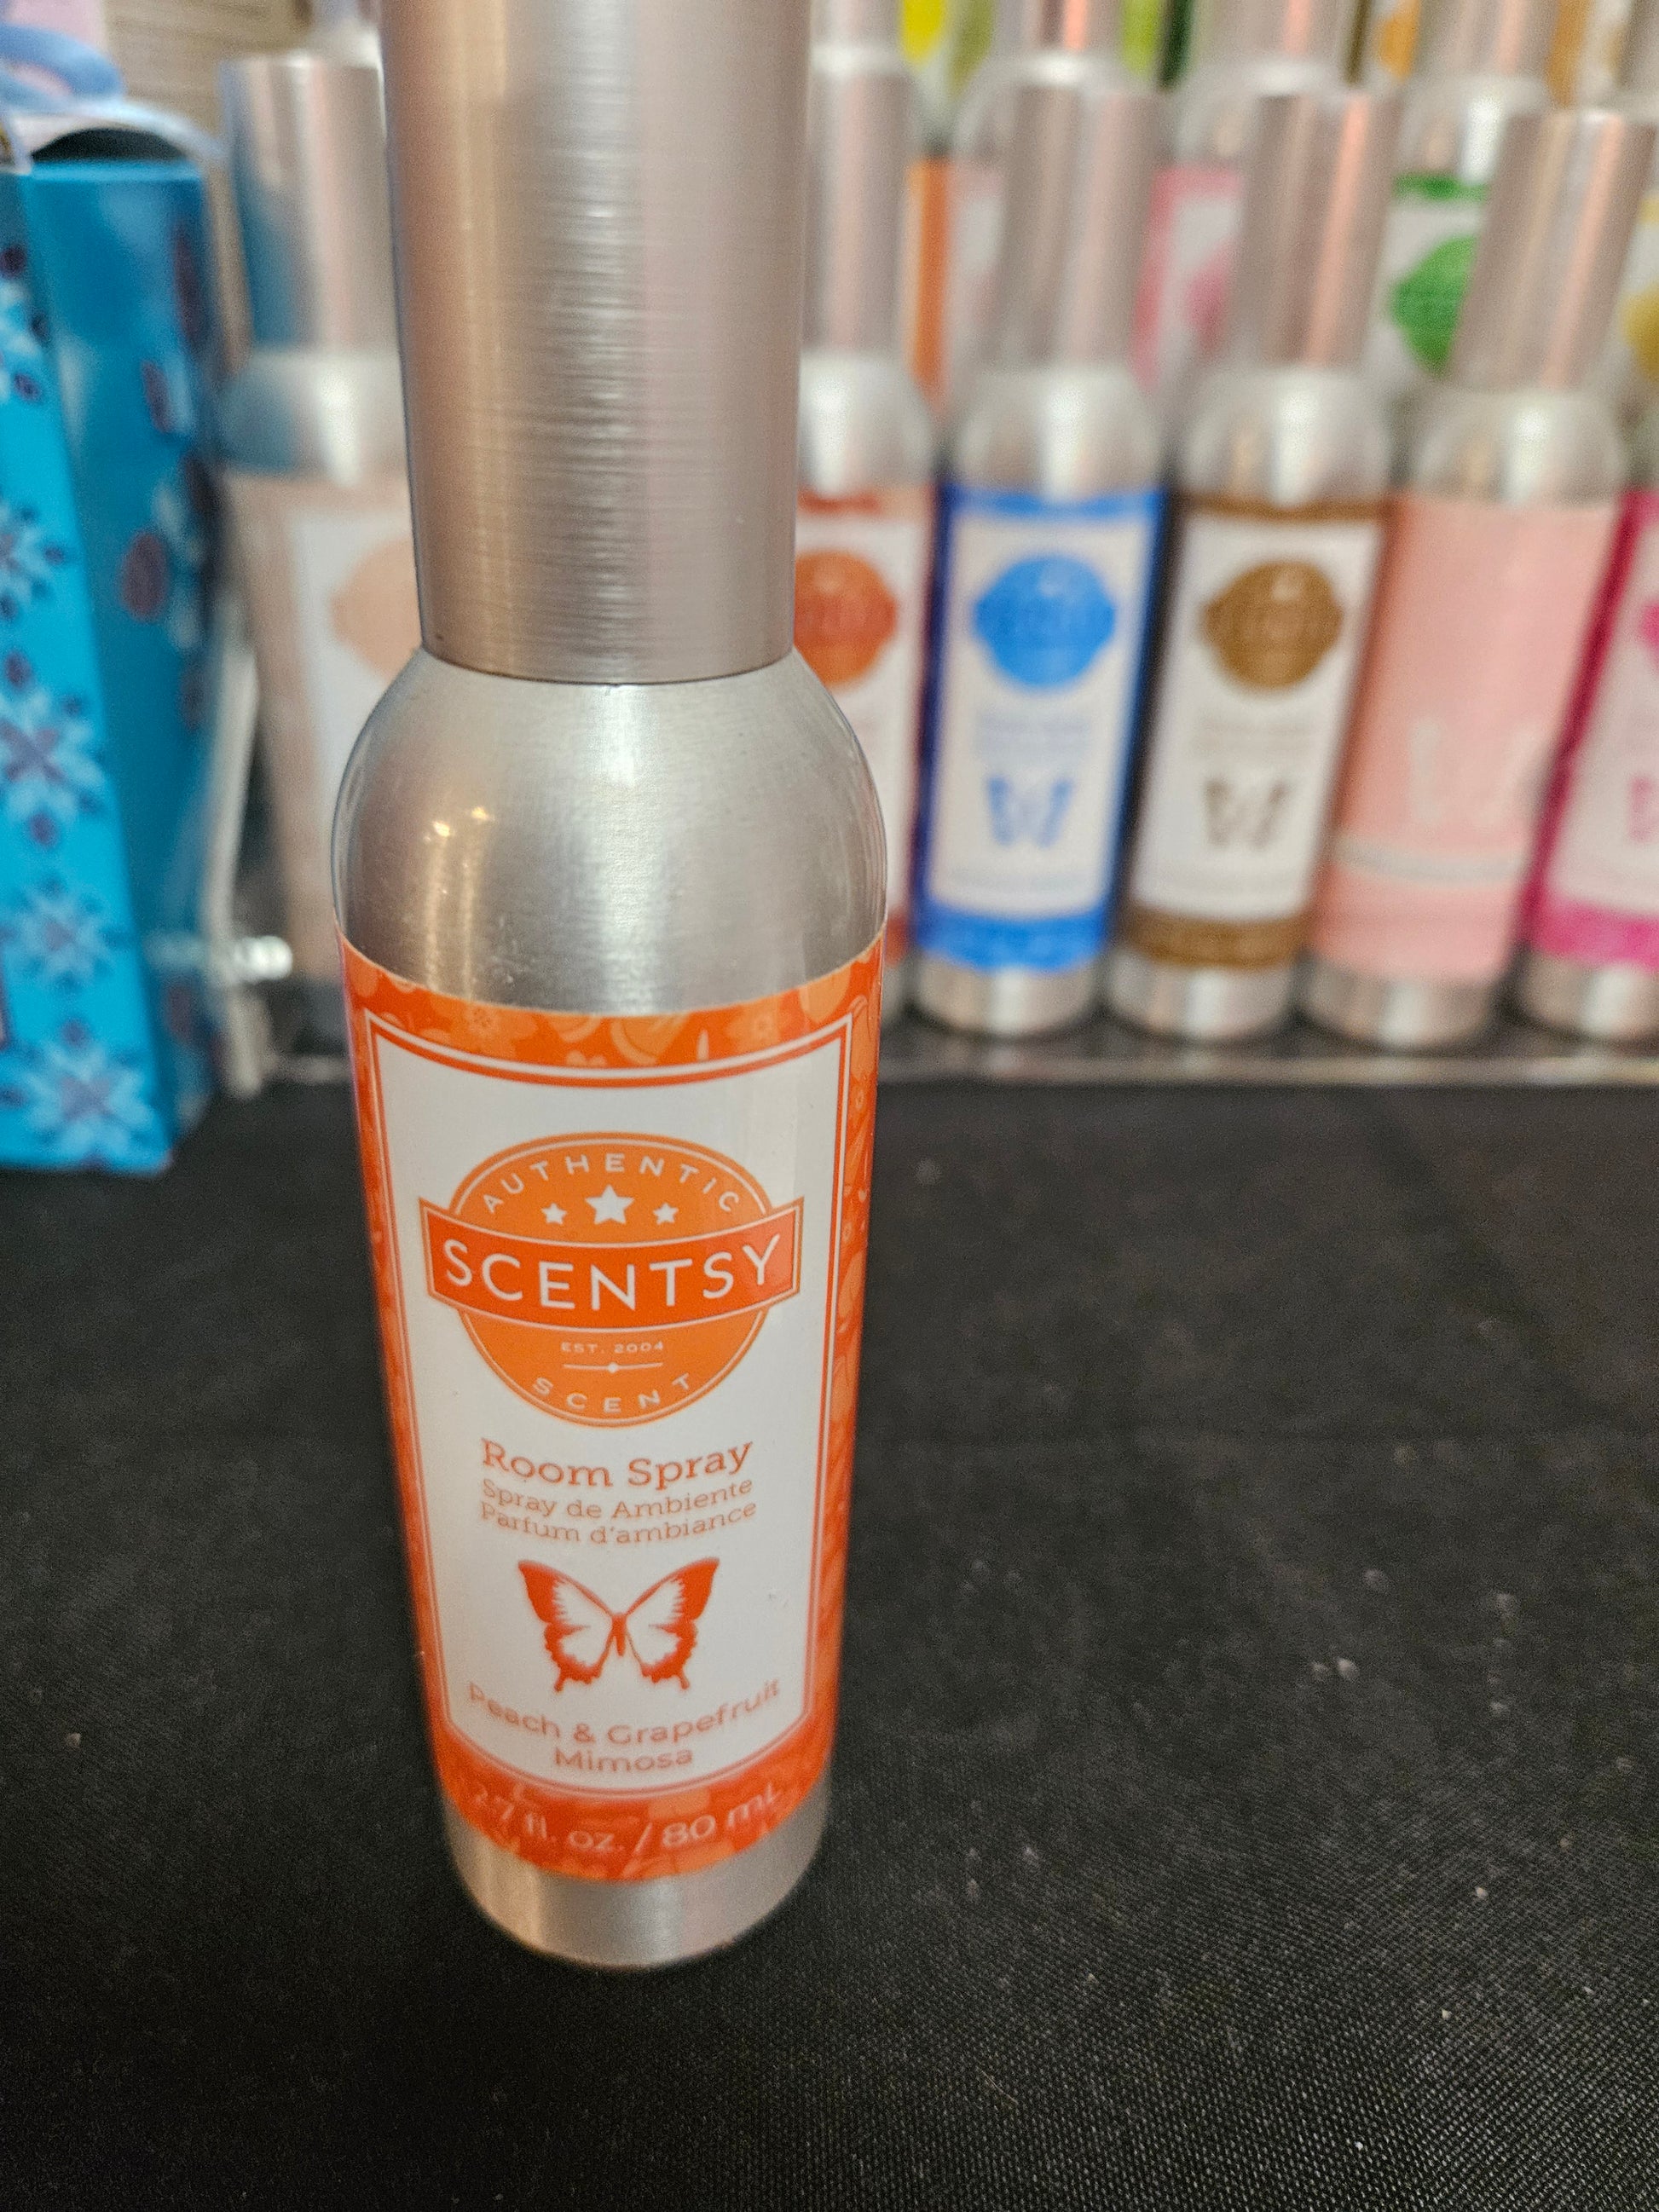 AUTHENTIC
SCENTSY
EST. 2004
SCENT
Room Spray
Spray de Ambiente
Parfum d'ambiance
Peach & Grapefruit
Mimosa
2.7 fl. oz. / 80 mL